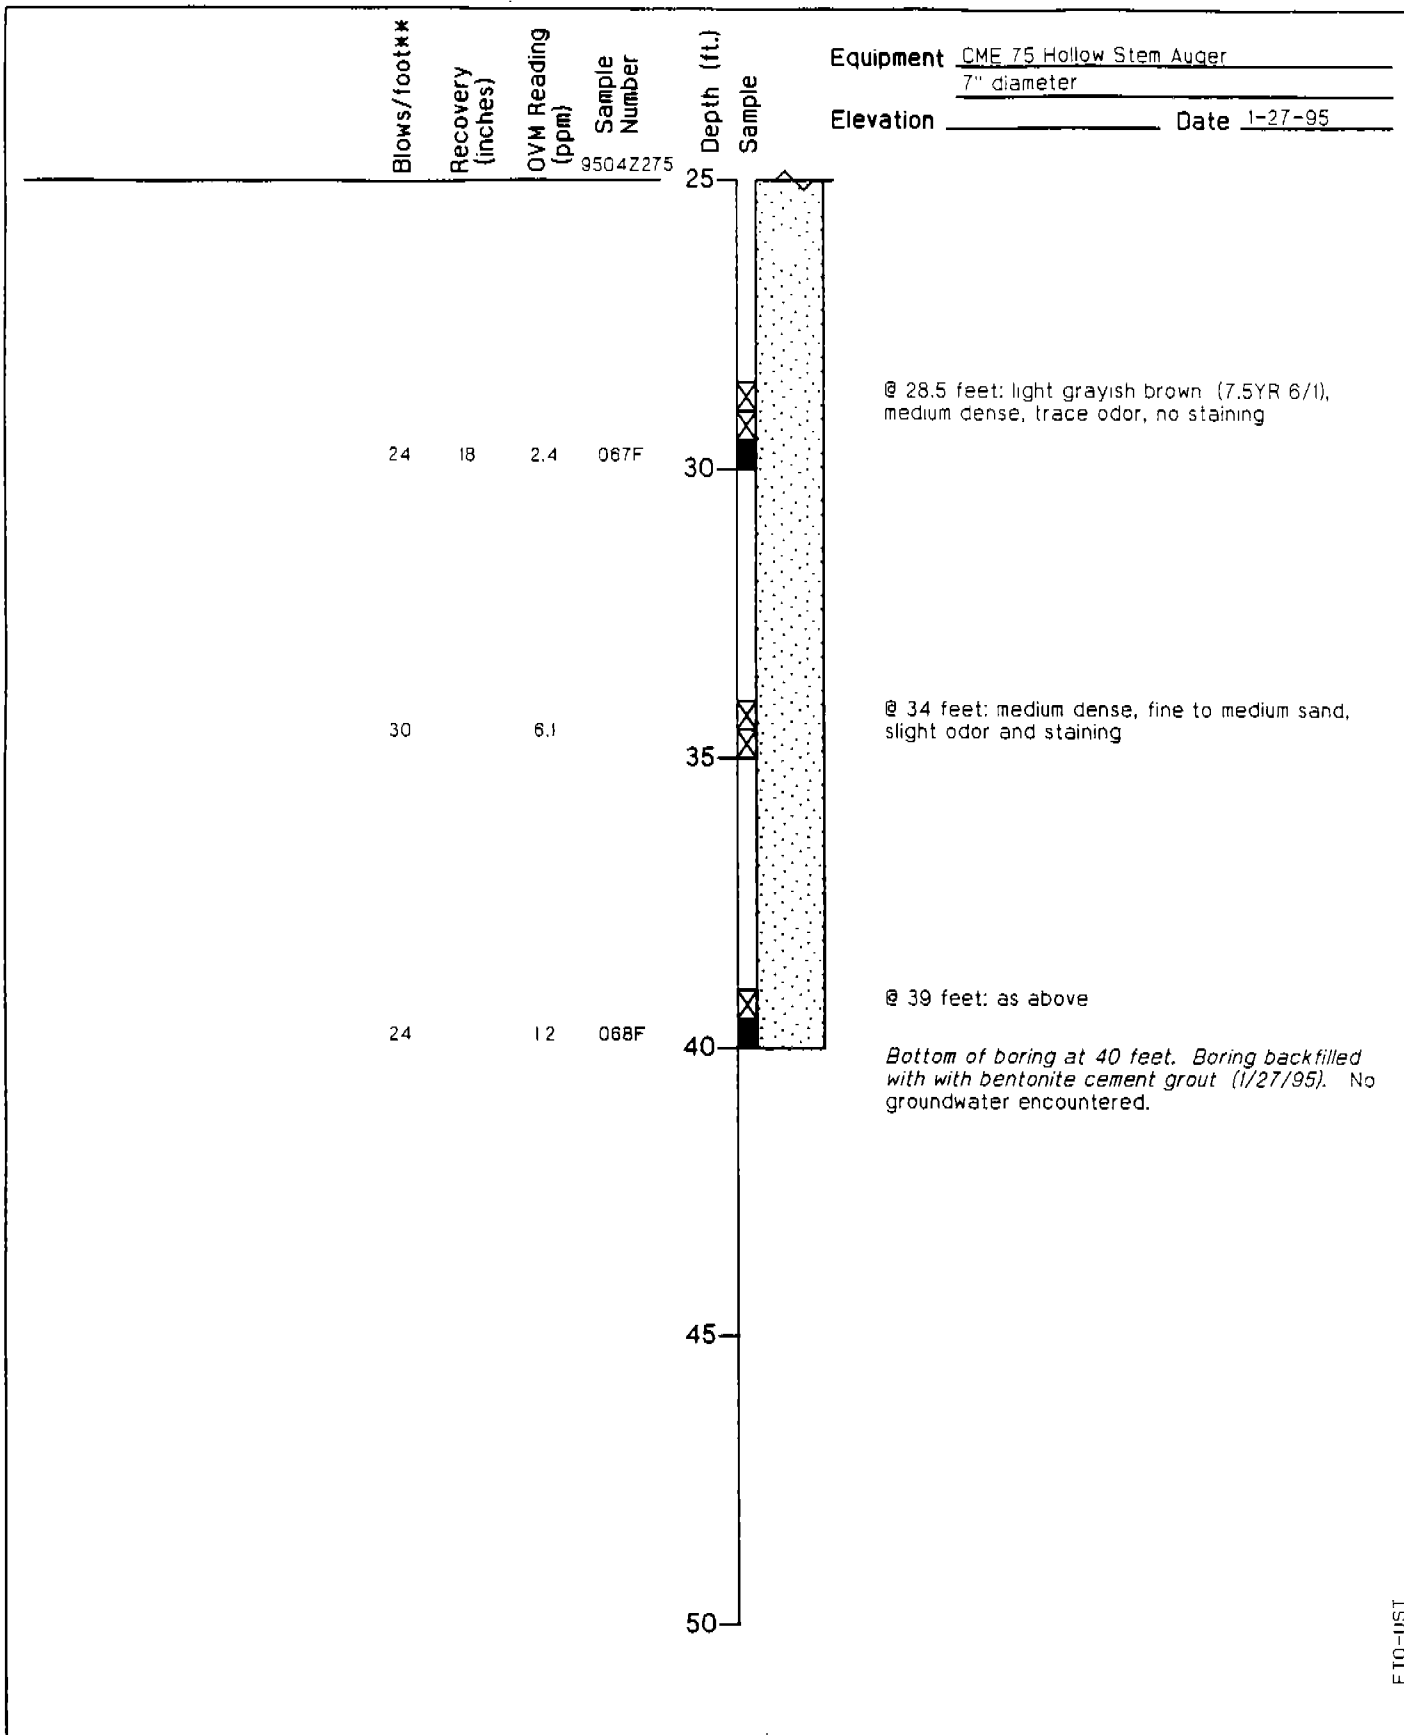 Blows/foot**
Recovery
(inches)
OVM Reading
(ppm)
Sample
Number
9504Z275
Depth (ft.)
Sample
Equipment CME 75 Hollow Stem Auger
7" diameter
Elevation
Date 1-27-95
25
@ 28.5 feet: light grayish brown (7.5YR 6/1),
medium dense, trace odor, no staining
24 18 2.4 067F
30
@ 34 feet: medium dense, fine to medium sand,
slight odor and staining
30 6.1
35
@ 39 feet: as above
24 12 068F
40
Bottom of boring at 40 feet. Boring backfilled
with with bentonite cement grout (1/27/95). No
groundwater encountered.
45
50